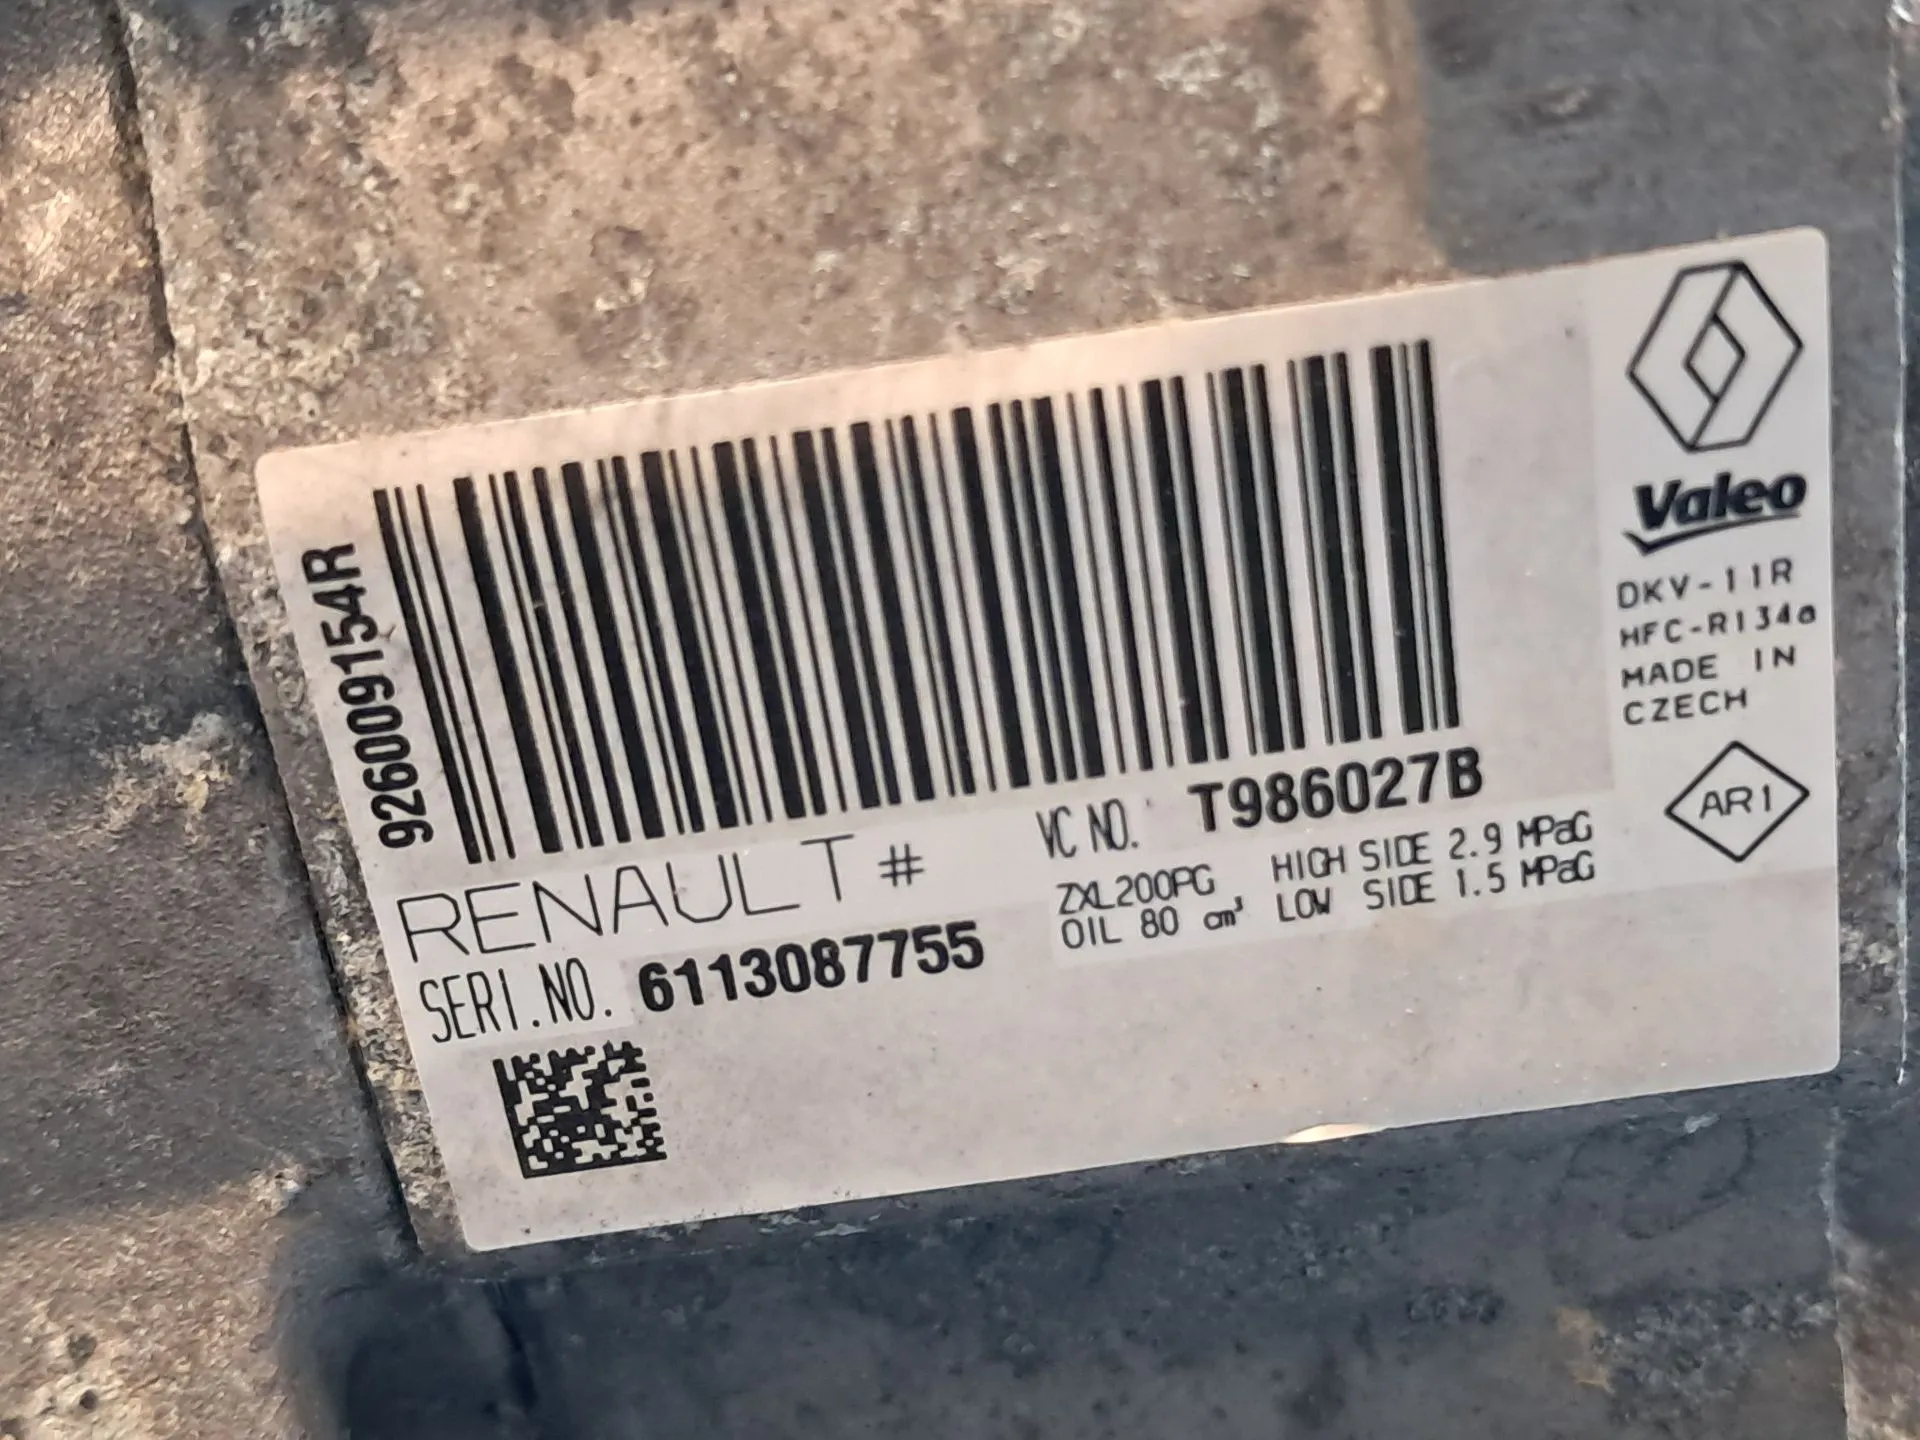 926009154R
RENAULT #
VC NO. T986027B
ZXL200PG HIGH SIDE 2.9 MPaG
OIL 80 cm³ LOW SIDE 1.5 MPaG
SERI.NO. 6113087755
Valeo
DKV-11R
HFC-R134a
MADE IN
CZECH
AR1